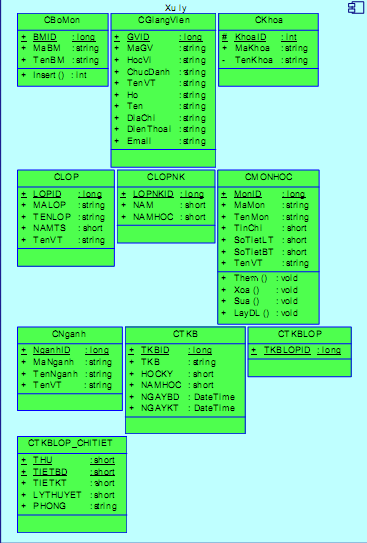 Xu ly
CBoMon
+ BMID : long
+ MaBM : string
+ TenBM : string
+ Insert () : int
CGiangVien
+ GVID : long
+ MaGV : string
+ HocVi : string
+ ChucDanh : string
+ TenVT : string
+ Ho : string
+ Ten : string
+ DiaChi : string
+ DienThoai : string
+ Email : string
CKhoa
# KhoaID : int
+ MaKhoa : string
- TenKhoa : string
CLOP
+ LOPID : long
+ MALOP : string
+ TENLOP : string
+ NAMTS : short
+ TenVT : string
CLOPNK
+ LOPNKID : long
+ NAM : short
+ NAMHOC : short
CMONHOC
+ MonID : long
+ MaMon : string
+ TenMon : string
+ TinChi : short
+ SoTietLT : short
+ SoTietBT : short
+ TenVT : string
+ Them () : void
+ Xoa () : void
+ Sua () : void
+ LayDL () : void
CNganh
+ NganhID : long
+ MaNganh : string
+ TenNganh : string
+ TenVT : string
CTKB
+ TKBID : long
+ TKB : string
+ HOCKY : short
+ NAMHOC : short
+ NGAYBD : DateTime
+ NGAYKT : DateTime
CTKBLOP
+ TKBLOPID : long
CTKBLOP_CHITIET
+ THU : short
+ TIETBD : short
+ TIETKT : short
+ LYTHUYET : short
+ PHONG : string